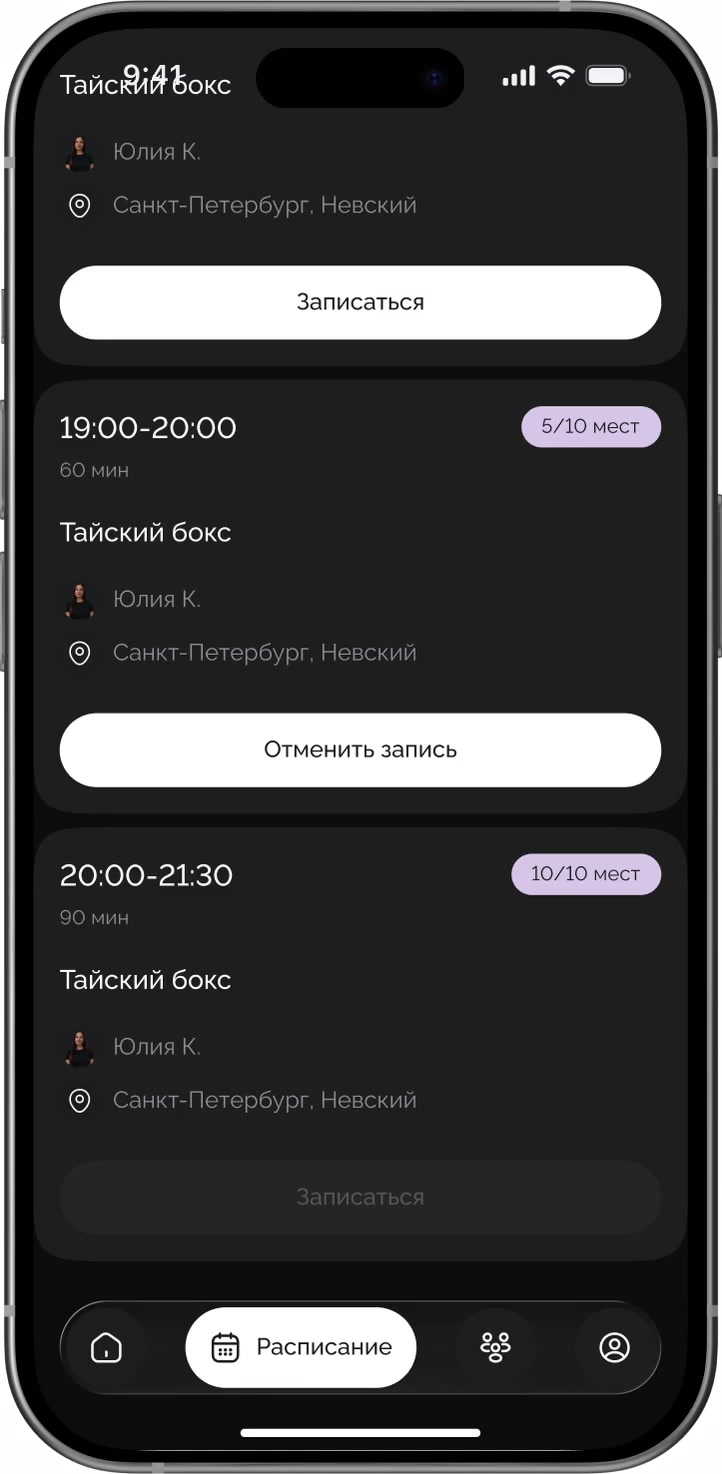 9:41
Тайский бокс
Юлия К.
Санкт-Петербург, Невский
Записаться
19:00-20:00
5/10 мест
60 мин
Тайский бокс
Юлия К.
Санкт-Петербург, Невский
Отменить запись
20:00-21:30
10/10 мест
90 мин
Тайский бокс
Юлия К.
Санкт-Петербург, Невский
Записаться
Расписание